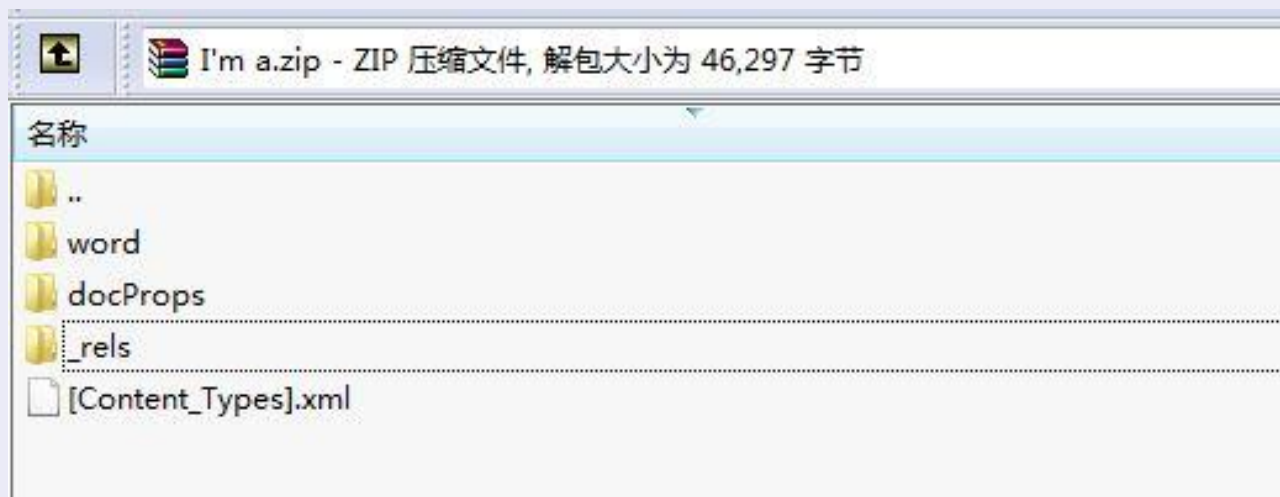 I'm a.zip - ZIP 压缩文件, 解包大小为 46,297 字节
名称
..
word
docProps
_rels
[Content_Types].xml